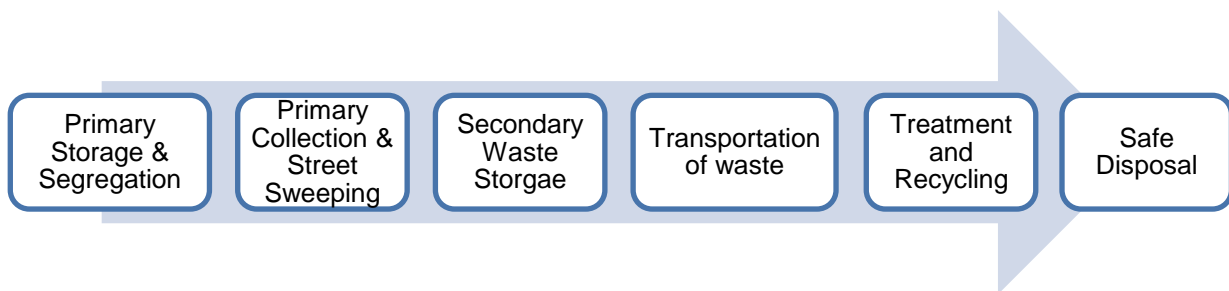 Primary
Storage &
Segregation
Primary
Collection &
Street
Sweeping
Secondary
Waste
Storgae
Transportation
of waste
Treatment
and
Recycling
Safe
Disposal